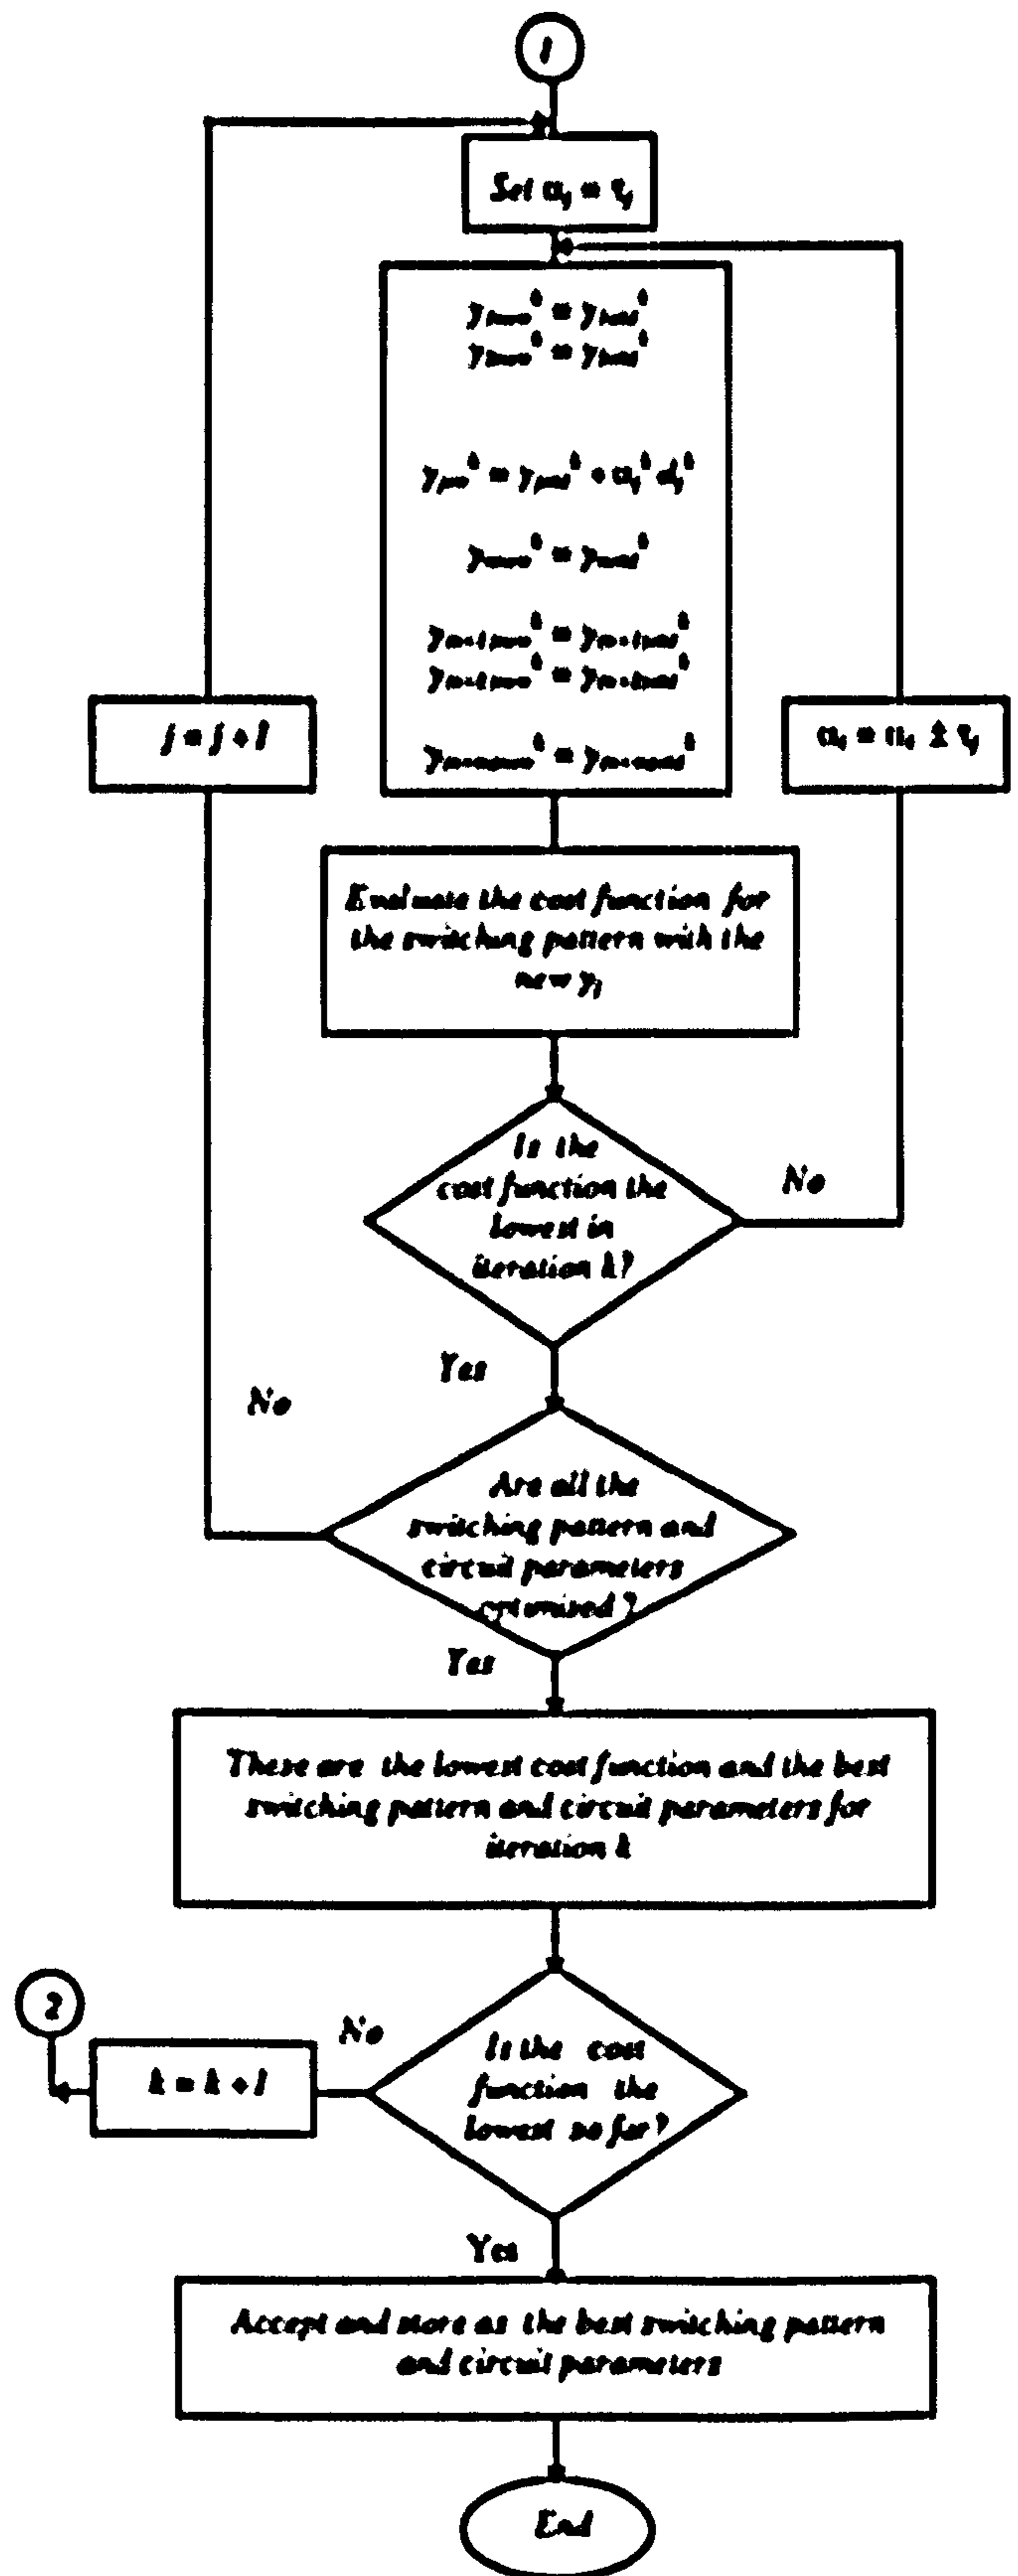 1
Set α_j = τ_j
Evaluate the cost function for
the switching pattern with the
new γ_j
j = j + 1
Is the
cost function the
lowest in
iteration k?
No
Yes
No
Are all the
switching pattern and
circuit parameters
optimised ?
Yes
These are the lowest cost function and the best
switching pattern and circuit parameters for
iteration k
2
No
k = k + 1
Is the cost
function the
lowest so far?
Yes
Accept and store as the best switching pattern
and circuit parameters
End